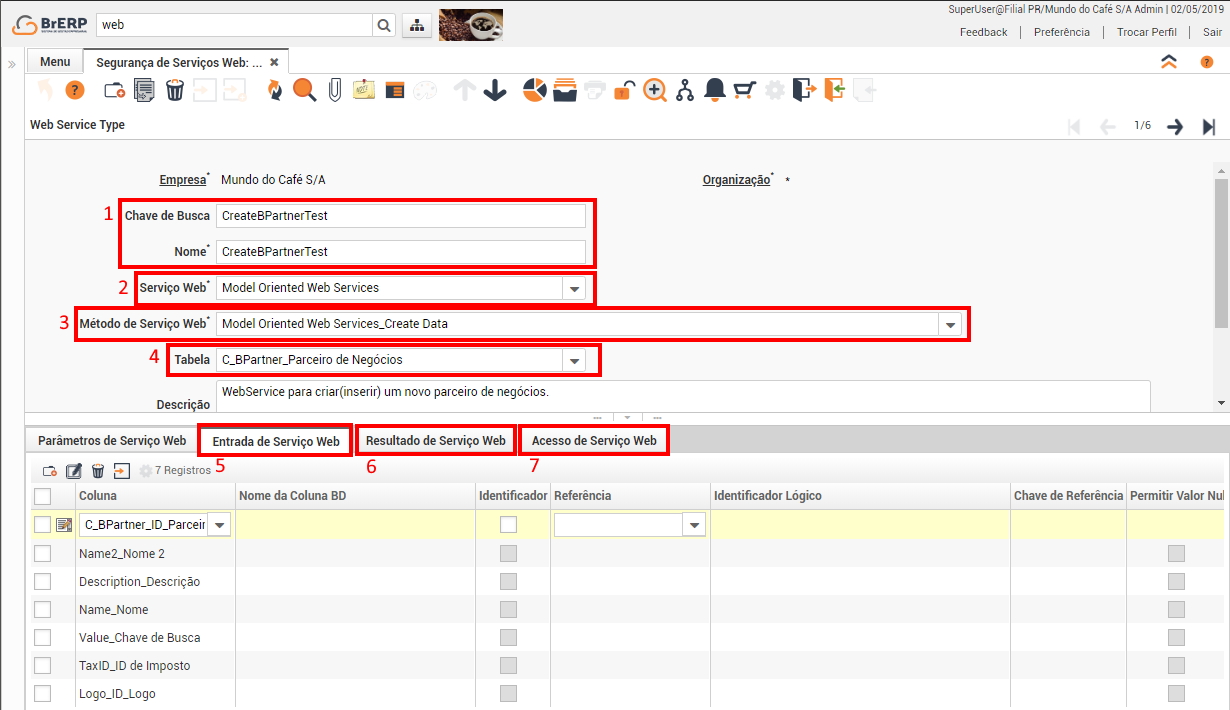 SuperUser@Filial PR/Mundo do Café S/A Admin | 02/05/2019
BrERP
web
Feedback | Preferência | Trocar Perfil | Sair
Menu
Segurança de Serviços Web: ...
Web Service Type
1/6
Empresa* Mundo do Café S/A
Organização* *
1
Chave de Busca CreateBPartnerTest
Nome* CreateBPartnerTest
2 Serviço Web* Model Oriented Web Services
3 Método de Serviço Web* Model Oriented Web Services_Create Data
4 Tabela C_BPartner_Parceiro de Negócios
Descrição WebService para criar(inserir) um novo parceiro de negócios.
Parâmetros de Serviço Web Entrada de Serviço Web Resultado de Serviço Web Acesso de Serviço Web
5 6 7
7 Registros
Coluna Nome da Coluna BD Identificador Referência Identificador Lógico Chave de Referência Permitir Valor Nul
C_BPartner_ID_Parceir
Name2_Nome 2
Description_Descrição
Name_Nome
Value_Chave de Busca
TaxID_ID de Imposto
Logo_ID_Logo